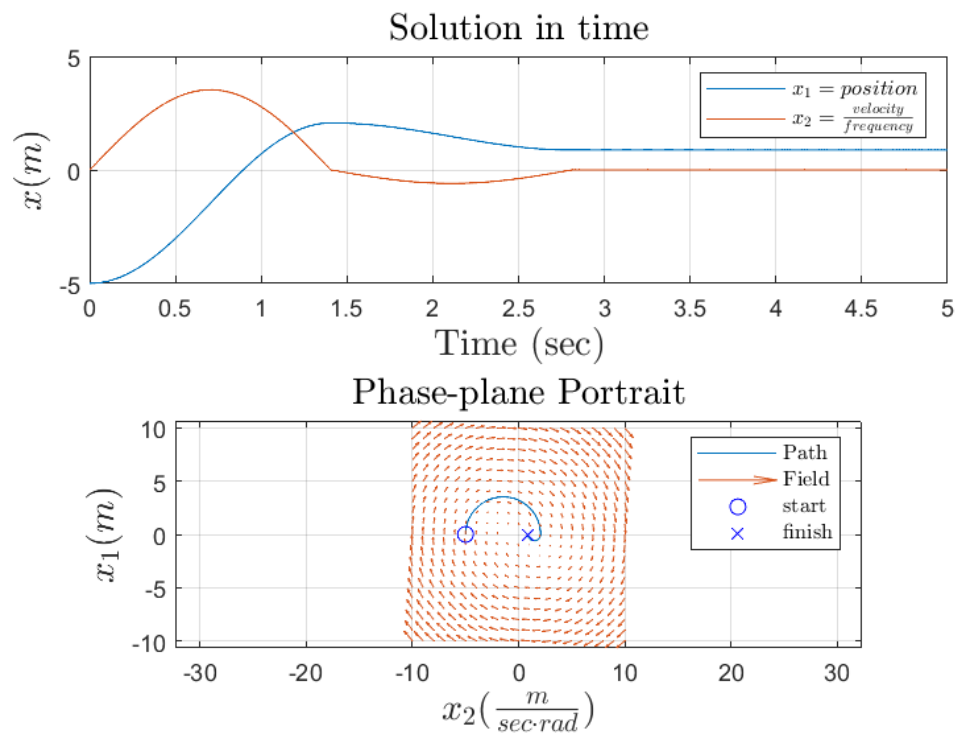 Solution in time
5
0
-5
x(m)
x₁ = position
x₂ = velocity/frequency
0 0.5 1 1.5 2 2.5 3 3.5 4 4.5 5
Time (sec)
Phase-plane Portrait
10
5
0
-5
-10
x₁(m)
Path
Field
start
finish
-30 -20 -10 0 10 20 30
x₂(m/sec·rad)